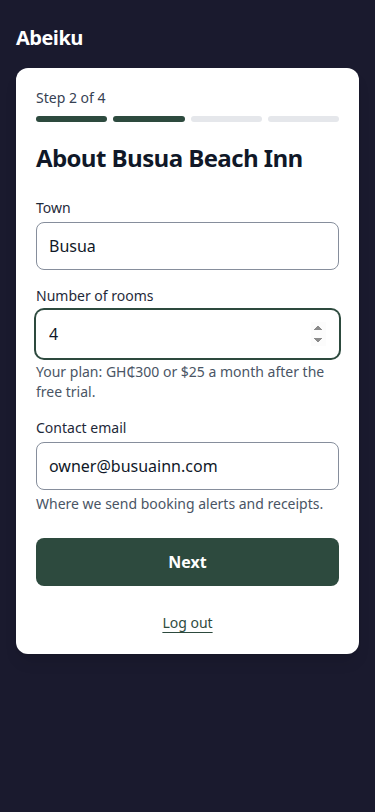 Abeiku
Step 2 of 4
About Busua Beach Inn
Town
Busua
Number of rooms
4
Your plan: GH₵300 or $25 a month after the
free trial.
Contact email
owner@busuainn.com
Where we send booking alerts and receipts.
Next
Log out